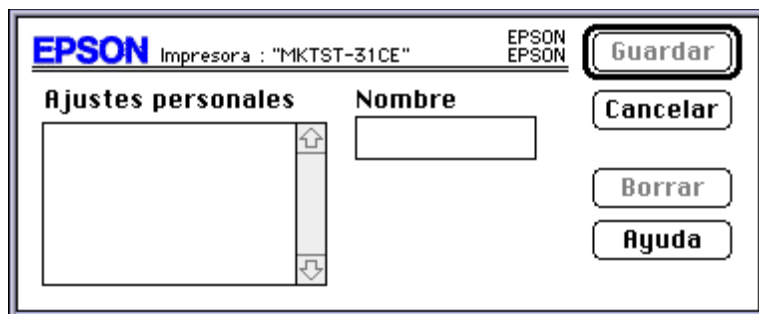 EPSON Impresora : "MKTST-31CE" EPSON
EPSON
Guardar
Ajustes personales
Nombre
Cancelar
Borrar
Ayuda